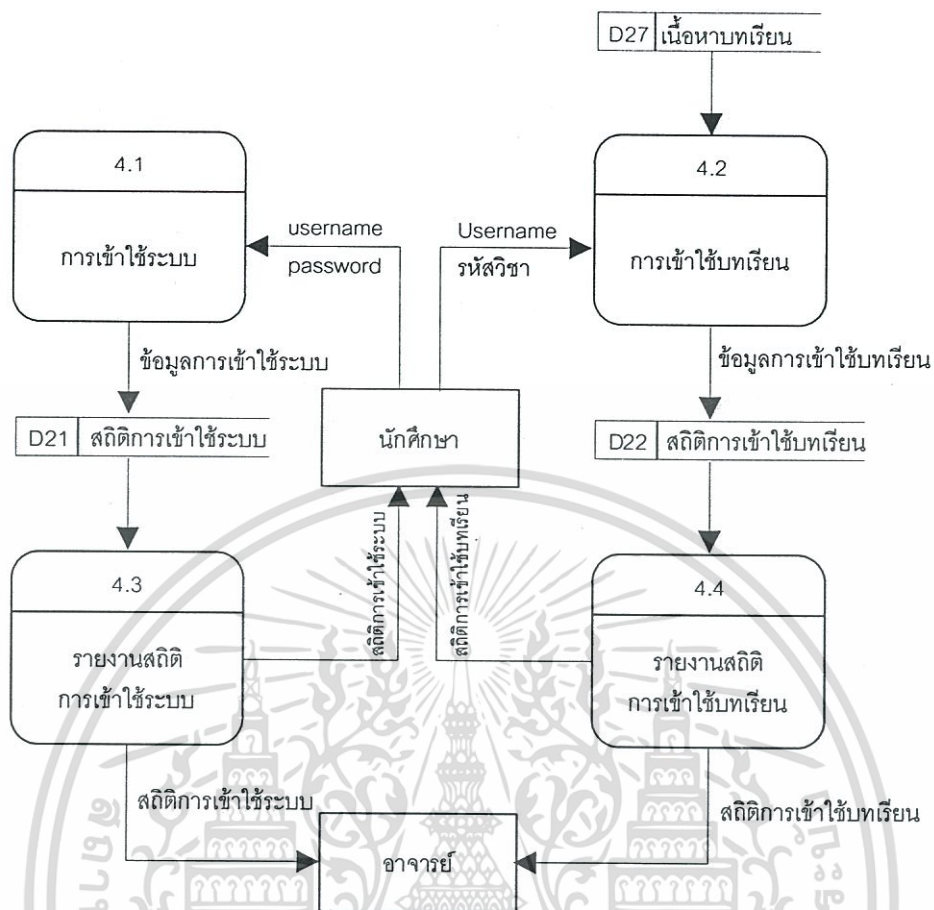 D27 เนื้อหาบทเรียน
4.1
การเข้าใช้ระบบ
username
password
Username
รหัสวิชา
4.2
การเข้าใช้บทเรียน
ข้อมูลการเข้าใช้ระบบ
ข้อมูลการเข้าใช้บทเรียน
D21 สถิติการเข้าใช้ระบบ
นักศึกษา
D22 สถิติการเข้าใช้บทเรียน
สถิติการเข้าใช้ระบบ
สถิติการเข้าใช้บทเรียน
4.3
รายงานสถิติ
การเข้าใช้ระบบ
4.4
รายงานสถิติ
การเข้าใช้บทเรียน
สถิติการเข้าใช้ระบบ
สถิติการเข้าใช้บทเรียน
อาจารย์